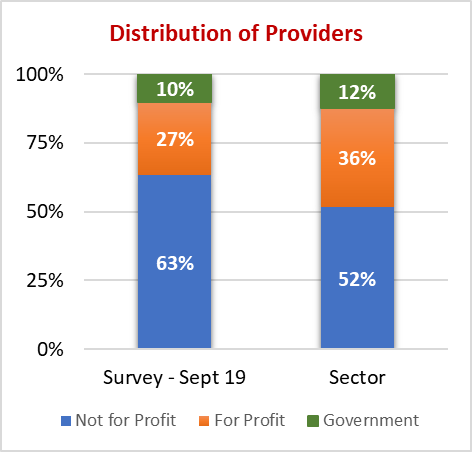 Distribution of Providers
100%
75%
50%
25%
0%
10%
27%
63%
12%
36%
52%
Survey - Sept 19
Sector
Not for Profit
For Profit
Government